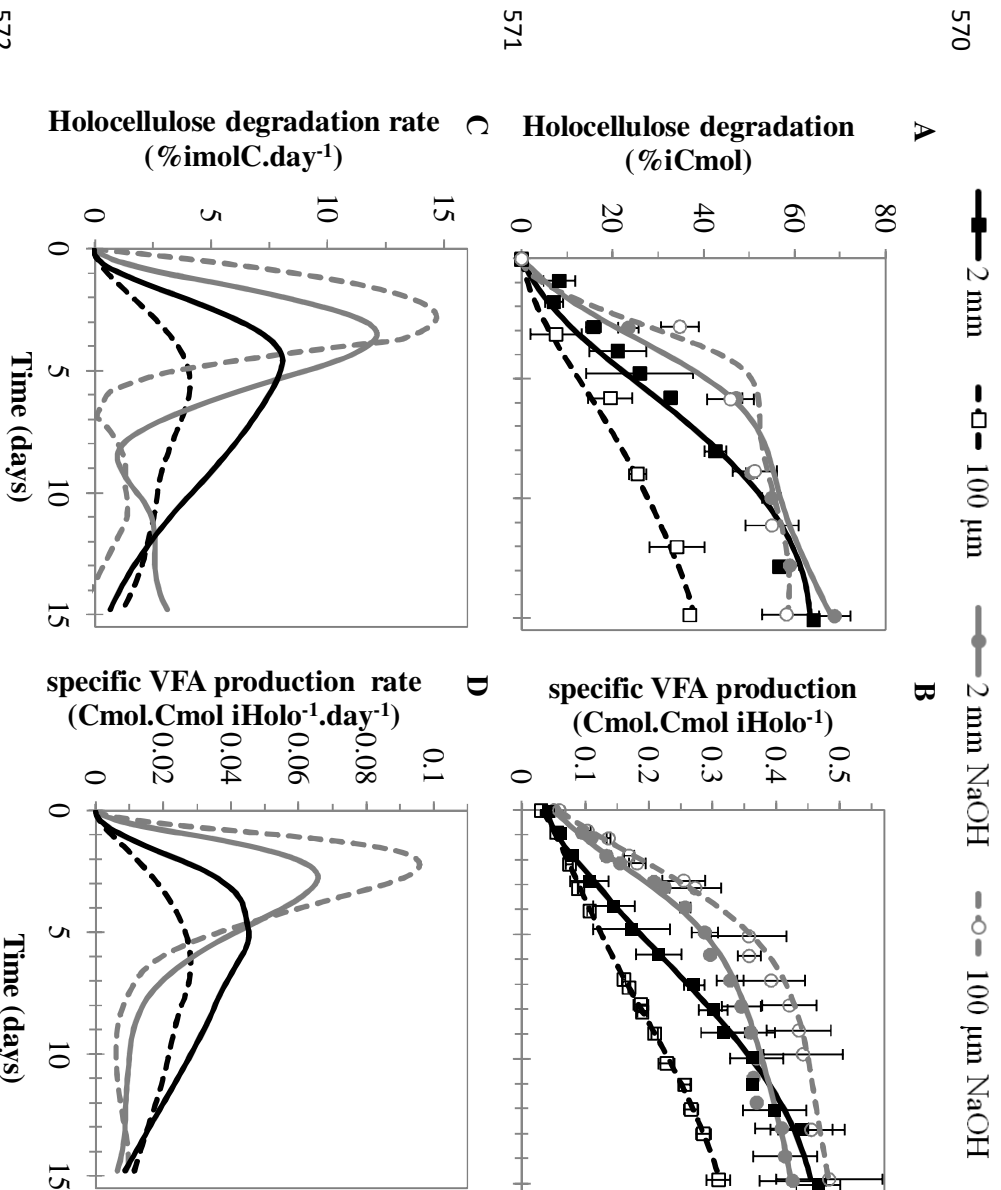 570
2 mm
100 µm
2 mm NaOH
100 µm NaOH
A
Holocellulose degradation
(%iCmol)
0
20
40
60
80
B
specific VFA production
(Cmol.Cmol iHolo⁻¹)
0
0.1
0.2
0.3
0.4
0.5
571
C
Holocellulose degradation rate
(%imolC.day⁻¹)
0
5
10
15
0
5
10
15
Time (days)
D
specific VFA production rate
(Cmol.Cmol iHolo⁻¹.day⁻¹)
0
0.02
0.04
0.06
0.08
0.1
0
5
10
15
Time (days)
572